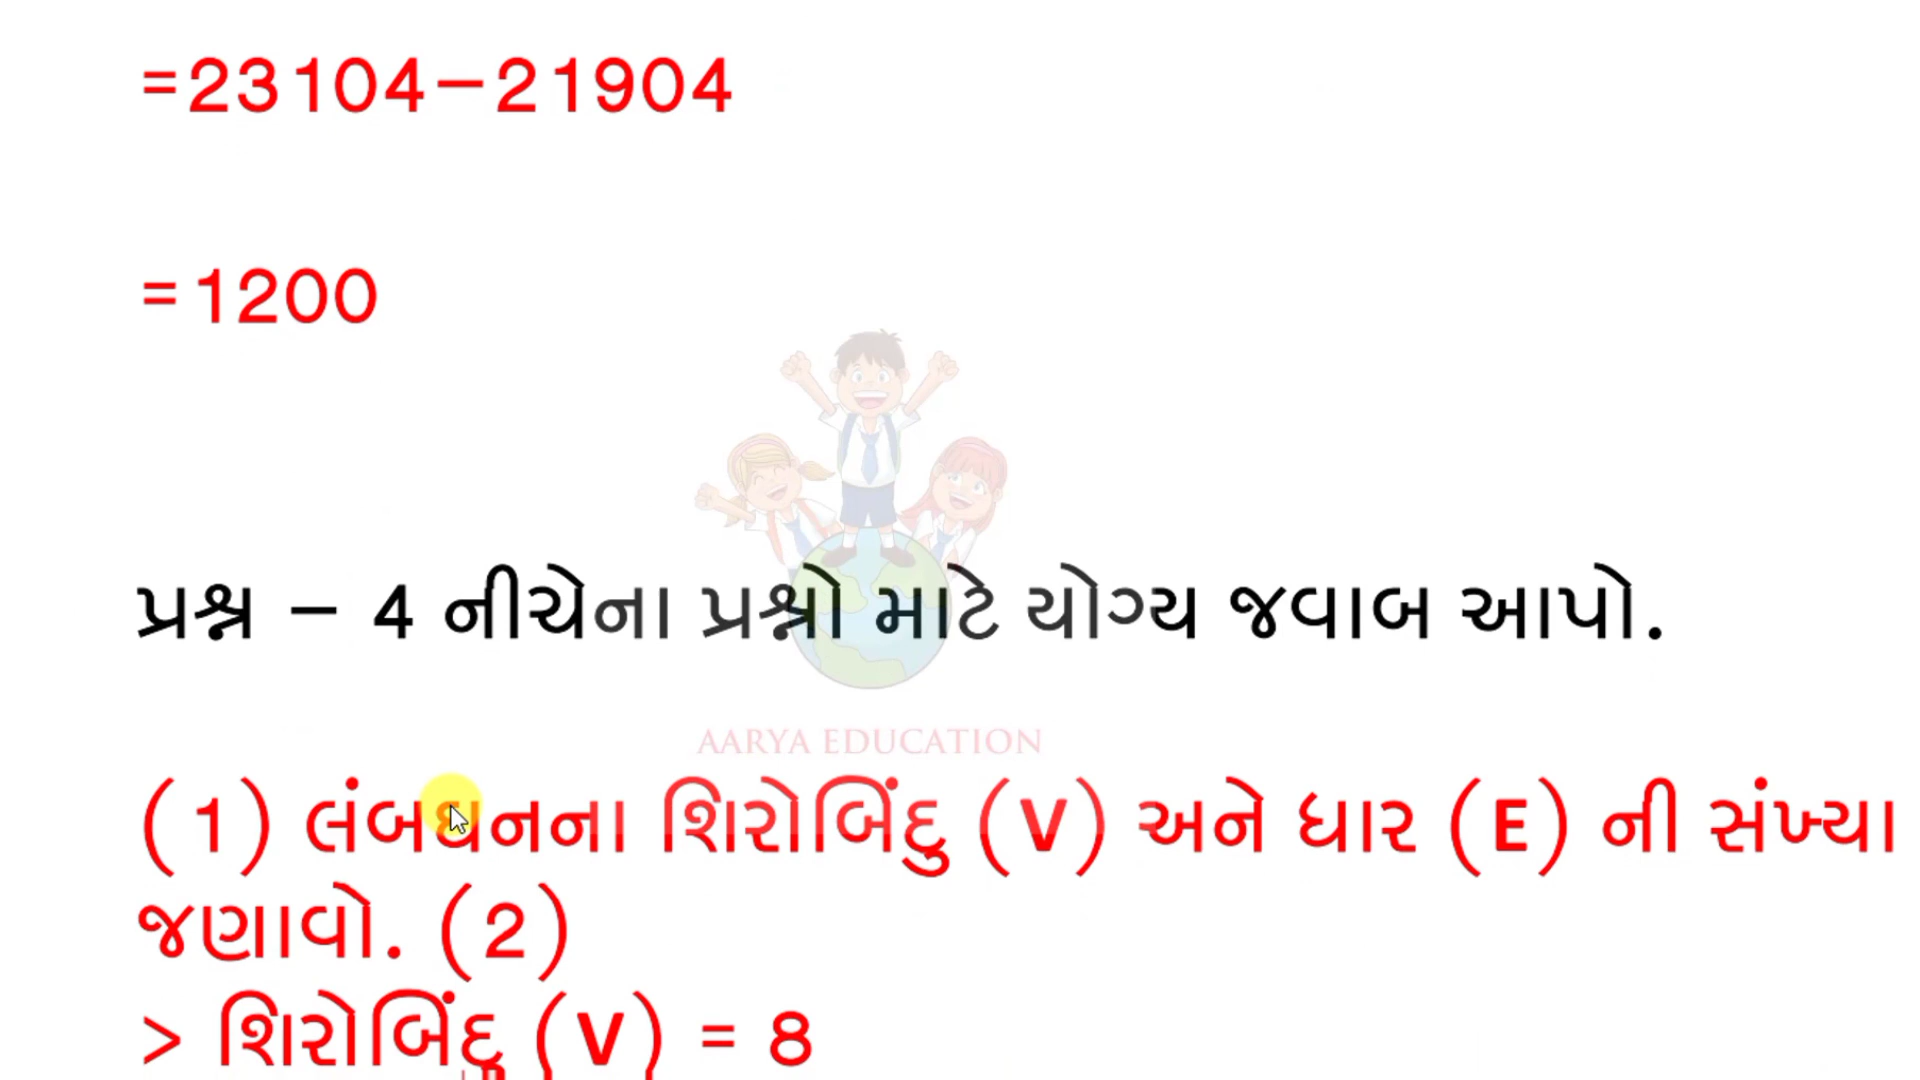 =23104−21904
=1200
પ્રશ્ન – 4 નીચેના પ્રશ્નો માટે યોગ્ય જવાબ આપો.
AARYA EDUCATION
(1) લંબઘનના શિરોબિંદુ (V) અને ધાર (E) ની સંખ્યા
જણાવો. (2)
> શિરોબિંદુ (V) = 8